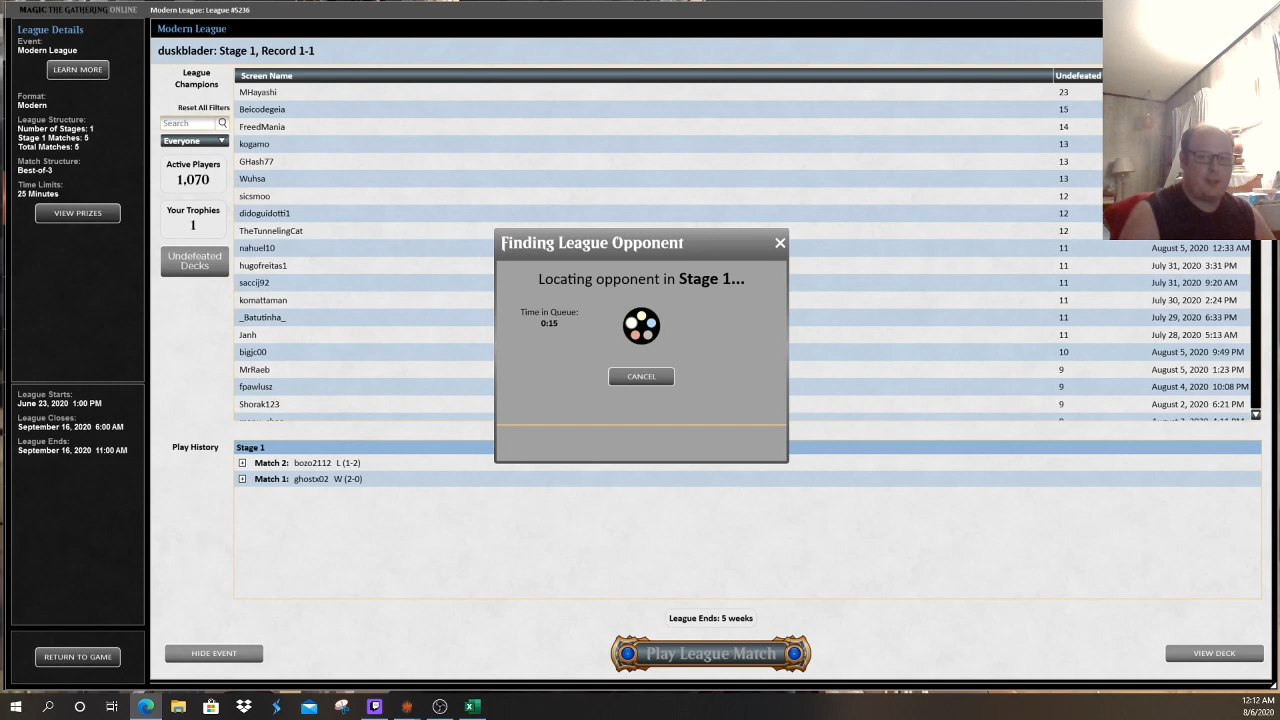 MAGIC THE GATHERING ONLINE
Modern League: League #5236
League Details
Event:
Modern League
LEARN MORE
Format:
Modern
League Structure:
Number of Stages: 1
Stage 1 Matches: 5
Total Matches: 5
Match Structure:
Best-of-3
Time Limits:
25 Minutes
VIEW PRIZES
League Starts:
June 23, 2020 1:00 PM
League Closes:
September 16, 2020 6:00 AM
League Ends:
September 16, 2020 11:00 AM
RETURN TO GAME
Modern League
duskblader: Stage 1, Record 1-1
League
Champions
Reset All Filters
Search
Everyone
Active Players
1,070
Your Trophies
1
Undefeated
Decks
Screen Name Undefeated
MHayashi 23
Beicodegeia 15
FreedMania 14
kogamo 13
GHash77 13
Wuhsa 13
sicsmoo 12
didoguidotti1 12
TheTunnelingCat 12
nahuel10 11 August 5, 2020 12:33 AM
hugofreitas1 11 July 31, 2020 3:31 PM
saccij92 11 July 31, 2020 9:20 AM
komattaman 11 July 30, 2020 2:24 PM
_Batutinha_ 11 July 29, 2020 6:33 PM
Janh 11 July 28, 2020 5:13 AM
bigjc00 10 August 5, 2020 9:49 PM
MrRaeb 9 August 5, 2020 1:23 PM
fpawlusz 9 August 4, 2020 10:08 PM
Shorak123 9 August 2, 2020 6:21 PM
Finding League Opponent
Locating opponent in Stage 1...
Time in Queue:
0:15
CANCEL
Play History
Stage 1
Match 2: bozo2112 L (1-2)
Match 1: ghostx02 W (2-0)
League Ends: 5 weeks
HIDE EVENT
Play League Match
VIEW DECK
12:12 AM
8/6/2020